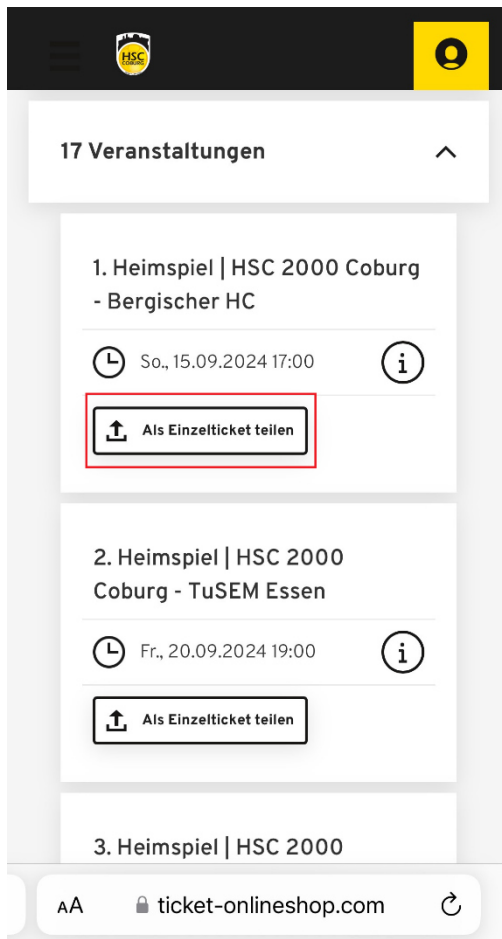 HSC
COBURG
17 Veranstaltungen
1. Heimspiel | HSC 2000 Coburg
- Bergischer HC
So., 15.09.2024 17:00
i
Als Einzelticket teilen
2. Heimspiel | HSC 2000
Coburg - TuSEM Essen
Fr., 20.09.2024 19:00
i
Als Einzelticket teilen
3. Heimspiel | HSC 2000
AA ticket-onlineshop.com